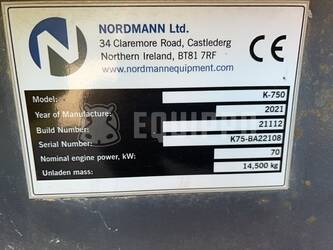 N
NORDMANN Ltd.
34 Claremore Road, Castlederg
Northern Ireland, BT81 7RF
www.nordmannequipment.com
CE
Model: K-750
Year of Manufacture: 2021
Build Number: 21112
Serial Number: K75-BA22108
Nominal engine power, kW: 70
Unladen mass: 14,500 kg